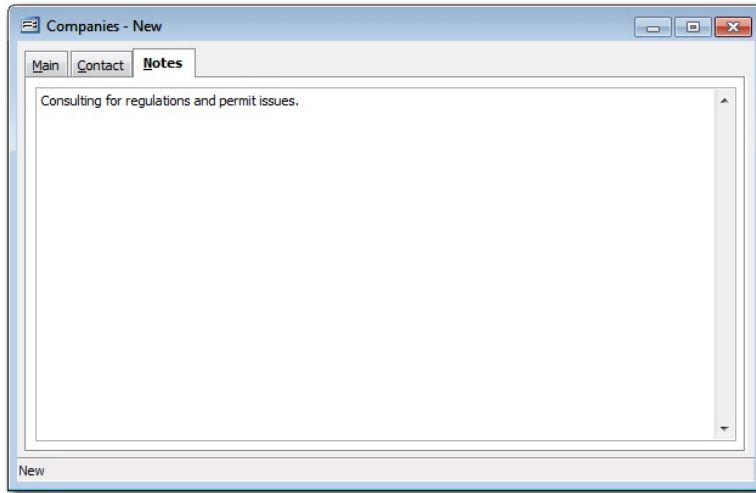 Companies - New
Main Contact Notes
Consulting for regulations and permit issues.
New